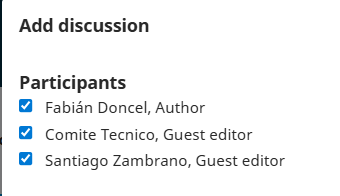 Add discussion
Participants
Fabián Doncel, Author
Comite Tecnico, Guest editor
Santiago Zambrano, Guest editor